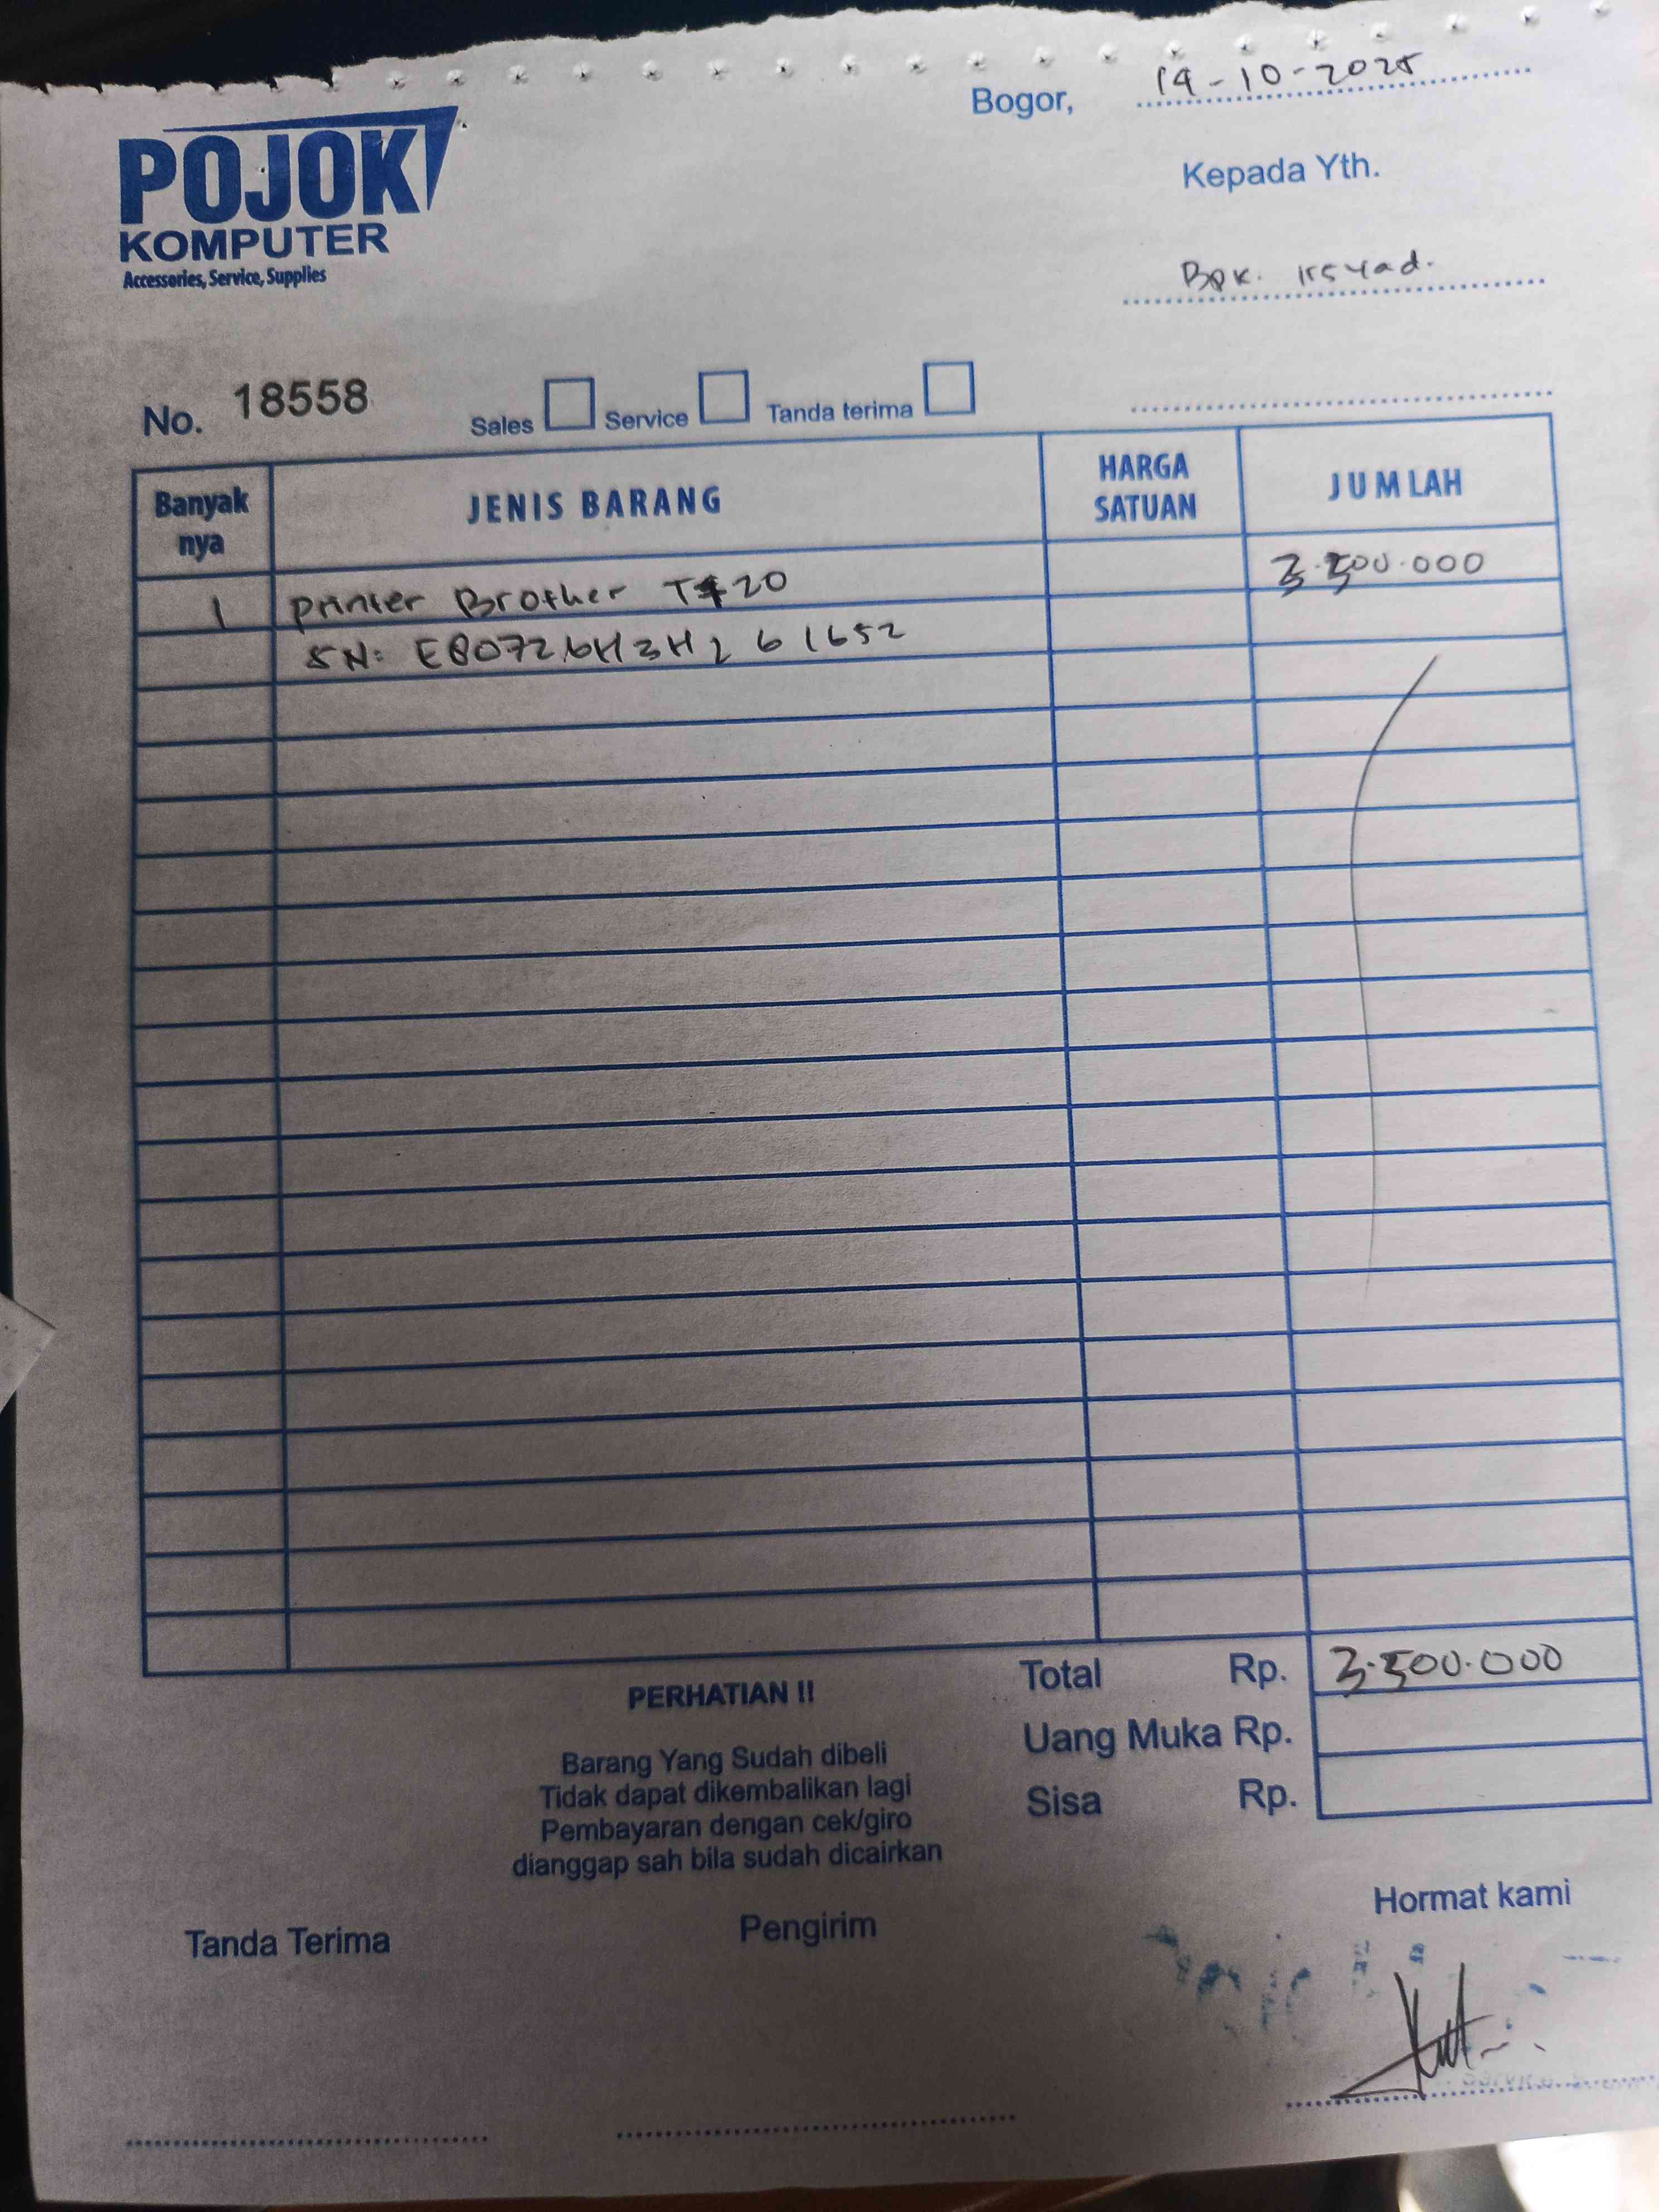 Bogor, 14-10-2025
POJOK
KOMPUTER
Accessories, Service, Supplies
Kepada Yth.
Bpk. irsyad.
No. 18558 Sales Service Tanda terima
Banyak nya JENIS BARANG HARGA SATUAN JUMLAH
1 printer Brother T420 3.500.000
SN: E80726H3H261652
Total Rp. 3.500.000
Uang Muka Rp.
Sisa Rp.
PERHATIAN !!
Barang Yang Sudah dibeli
Tidak dapat dikembalikan lagi
Pembayaran dengan cek/giro
dianggap sah bila sudah dicairkan
Tanda Terima Pengirim Hormat kami